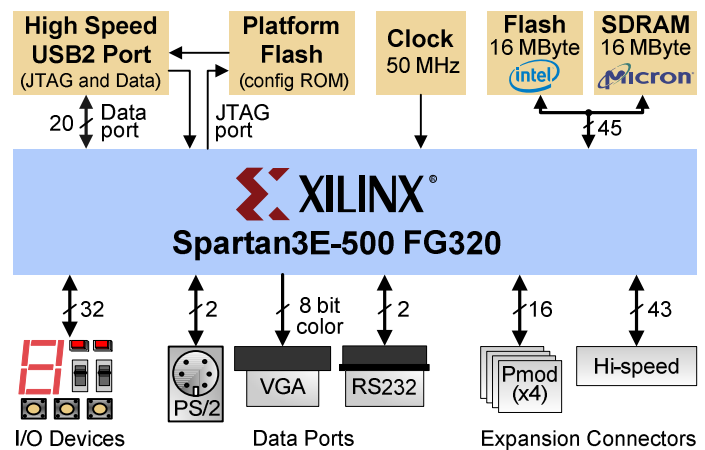 High Speed
USB2 Port
(JTAG and Data)
Platform
Flash
(config ROM)
Clock
50 MHz
Flash
16 MByte
intel
SDRAM
16 MByte
Micron
20
Data
port
JTAG
port
45
XILINX®
Spartan3E-500 FG320
32
2
8 bit
color
2
16
43
PS/2
VGA
RS232
Pmod
(x4)
Hi-speed
I/O Devices
Data Ports
Expansion Connectors